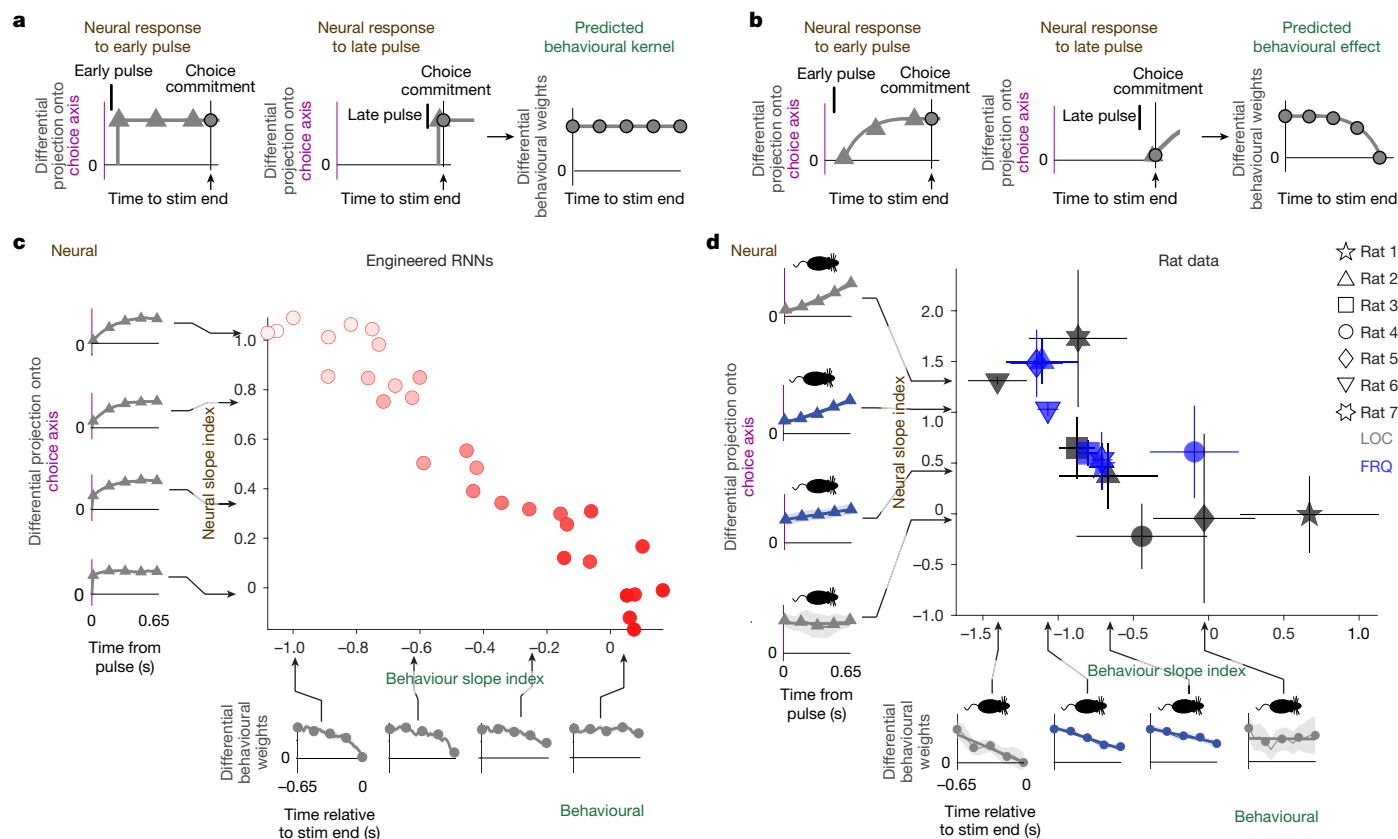 a
Neural response
to early pulse
Neural response
to late pulse
Predicted
behavioural kernel
Early pulse
Choice
commitment
Choice
commitment
Late pulse
Differential
projection onto
choice axis
0
Differential
projection onto
choice axis
0
Differential
behavioural weights
0
Time to stim end
Time to stim end
Time to stim end
b
Neural response
to early pulse
Neural response
to late pulse
Predicted
behavioural effect
Early pulse
Choice
commitment
Choice
commitment
Late pulse
Differential
projection onto
choice axis
0
Differential
projection onto
choice axis
0
Differential
behavioural weights
0
Time to stim end
Time to stim end
Time to stim end
c
Neural
Engineered RNNs
Differential projection onto
choice axis
0
0
0
0
0
0.65
Time from
pulse (s)
Neural slope index
1.0
0.8
0.6
0.4
0.2
0
−1.0
−0.8
−0.6
−0.4
−0.2
0
Behaviour slope index
Differential
behavioural
weights
0
−0.65
0
Time relative
to stim end (s)
Behavioural
d
Neural
Rat data
Differential projection onto
choice axis
0
0
0
0
0
0.65
Time from
pulse (s)
Neural slope index
2.0
1.5
1.0
0.5
0
−0.5
−1.0
−1.5
−1.0
−0.5
0
0.5
1.0
Behaviour slope index
Rat 1
Rat 2
Rat 3
Rat 4
Rat 5
Rat 6
Rat 7
LOC
FRQ
Differential
behavioural
weights
0
−0.65
0
Time relative
to stim end (s)
Behavioural